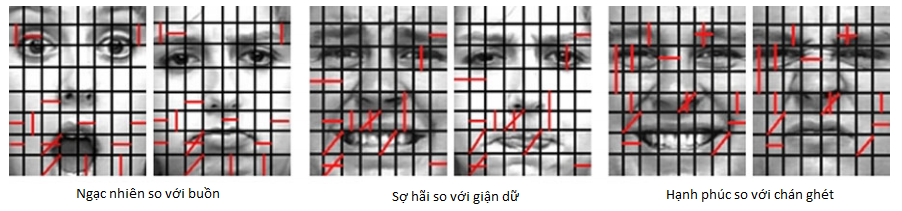 Ngạc nhiên so với buồn
Sợ hãi so với giận dữ
Hạnh phúc so với chán ghét